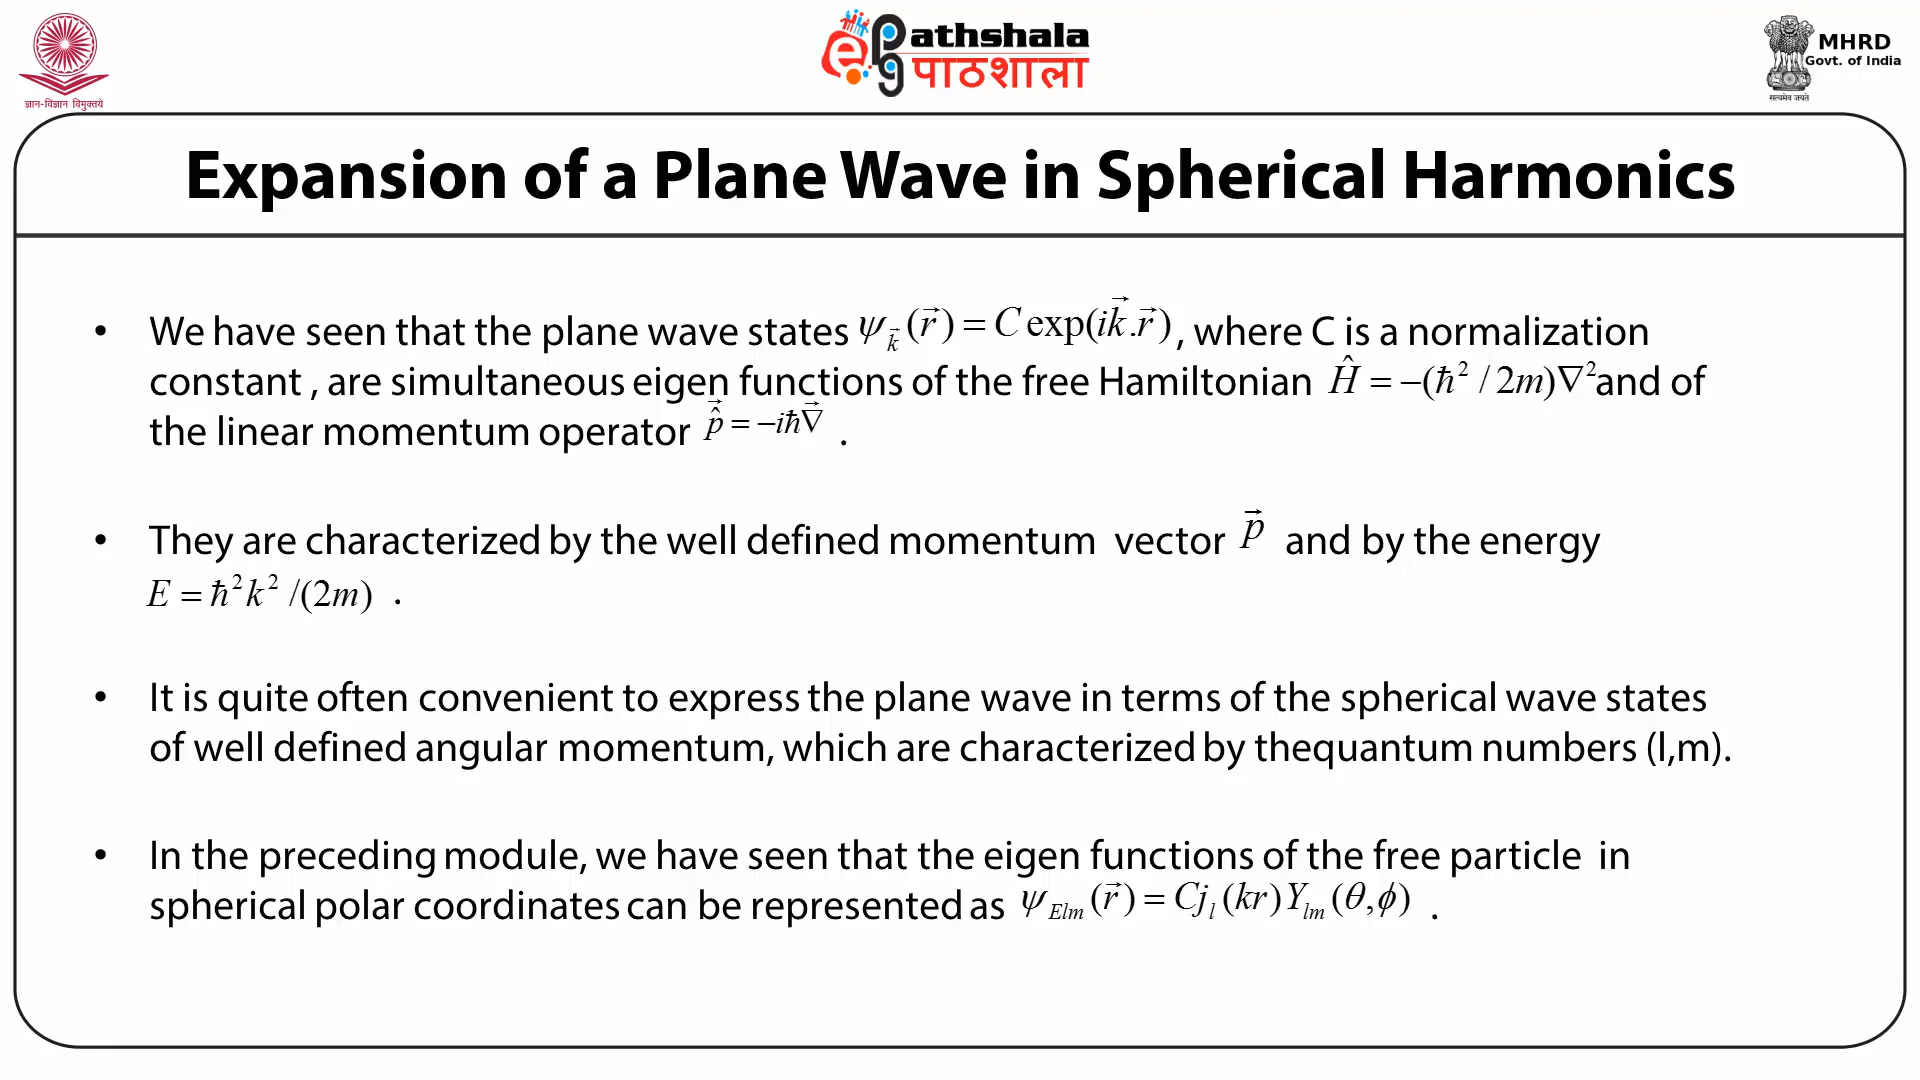 ज्ञान-विज्ञान विमुक्तये
ePathshala
पाठशाला
MHRD
Govt. of India
सत्यमेव जयते
Expansion of a Plane Wave in Spherical Harmonics
• We have seen that the plane wave states ψ_k⃗(r⃗) = C exp(ik⃗.r⃗), where C is a normalization
constant , are simultaneous eigen functions of the free Hamiltonian Ĥ = −(ℏ² / 2m)∇² and of
the linear momentum operator p̂⃗ = −iℏ∇⃗ .
• They are characterized by the well defined momentum vector p⃗ and by the energy
E = ℏ²k² /(2m) .
• It is quite often convenient to express the plane wave in terms of the spherical wave states
of well defined angular momentum, which are characterized by thequantum numbers (l,m).
• In the preceding module, we have seen that the eigen functions of the free particle in
spherical polar coordinates can be represented as ψ_Elm(r⃗) = Cj_l(kr)Y_lm(θ,ϕ) .